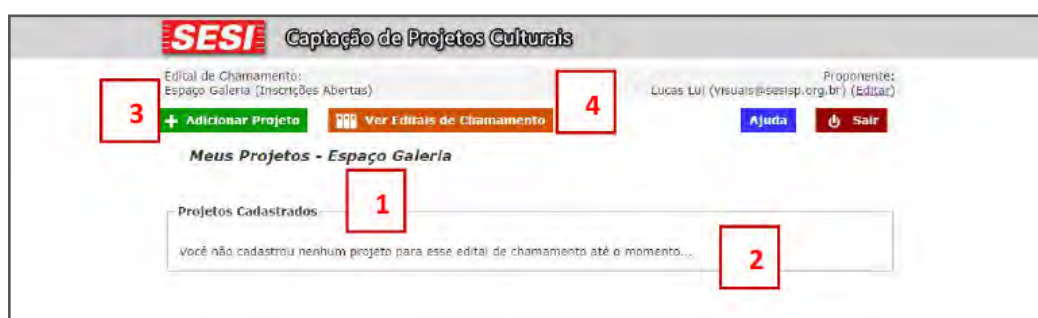 SESI Captação de Projetos Culturais
Edital de Chamamento:
Espaço Galeria (Inscrições Abertas)
Proponente:
Lucas Lui (visuais@sesisp.org.br) (Editar)
3
4
+ Adicionar Projeto
Ver Editais de Chamamento
Ajuda
Sair
Meus Projetos - Espaço Galeria
1
Projetos Cadastrados
Você não cadastrou nenhum projeto para esse edital de chamamento até o momento...
2